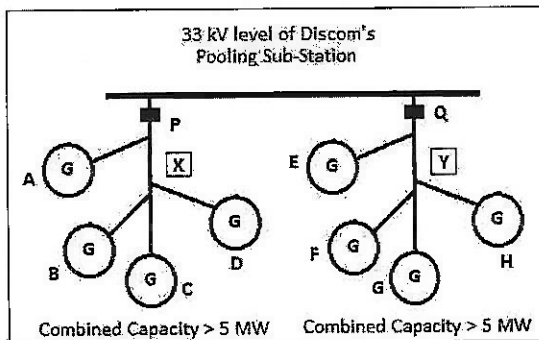 33 kV level of Discom's
Pooling Sub-Station
P
Q
A
G
X
E
G
Y
B
G
G
D
F
G
G
H
G
C
G
G
Combined Capacity > 5 MW
Combined Capacity > 5 MW